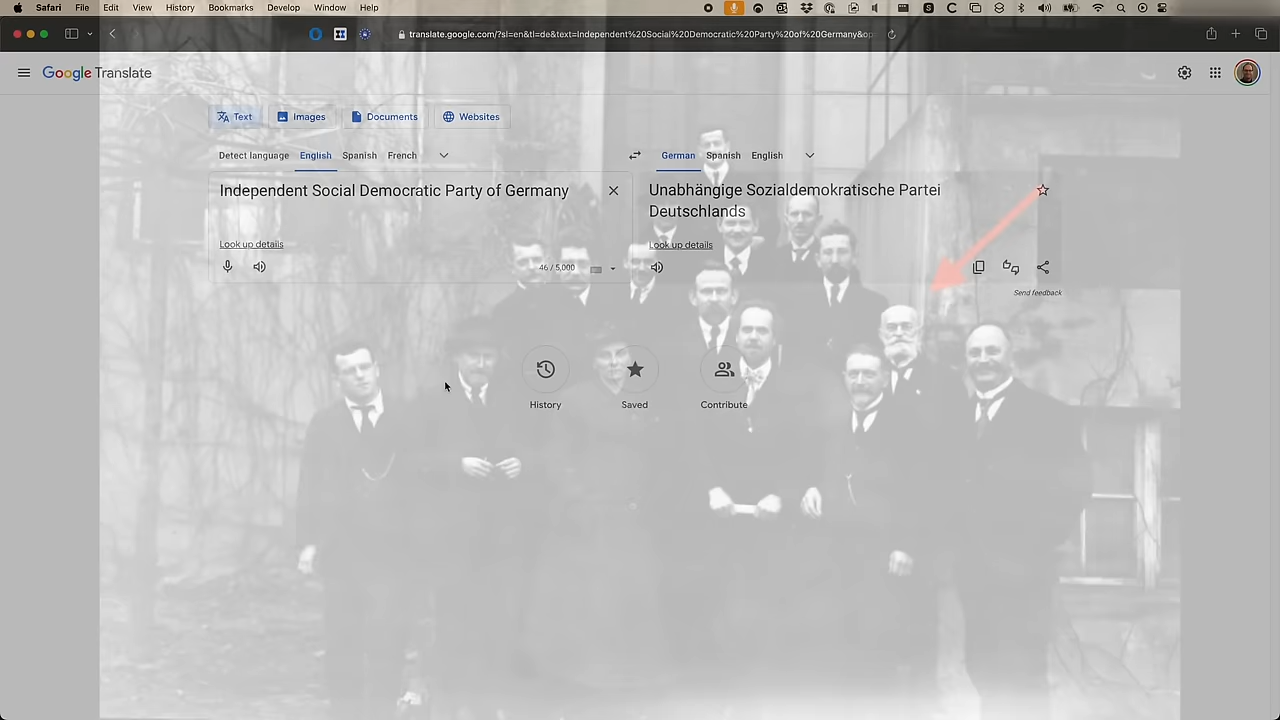 Safari File Edit View History Bookmarks Develop Window Help
translate.google.com/?sl=en&tl=de&text=Independent%20Social%20Democratic%20Party%20of%20Germany&op
Google Translate
Text Images Documents Websites
Detect language English Spanish French
German Spanish English
Independent Social Democratic Party of Germany
Unabhängige Sozialdemokratische Partei
Deutschlands
Look up details
Look up details
46 / 5,000
Send feedback
History Saved Contribute